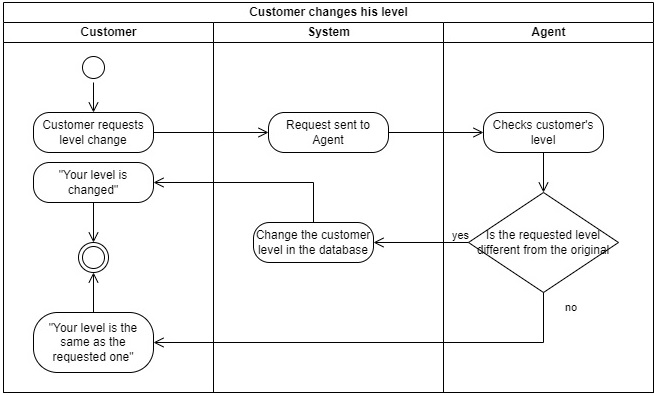 Customer changes his level
Customer
System
Agent
Customer requests
level change
Request sent to
Agent
Checks customer's
level
"Your level is
changed"
Change the customer
level in the database
yes
Is the requested level
different from the original
no
"Your level is the
same as the
requested one"